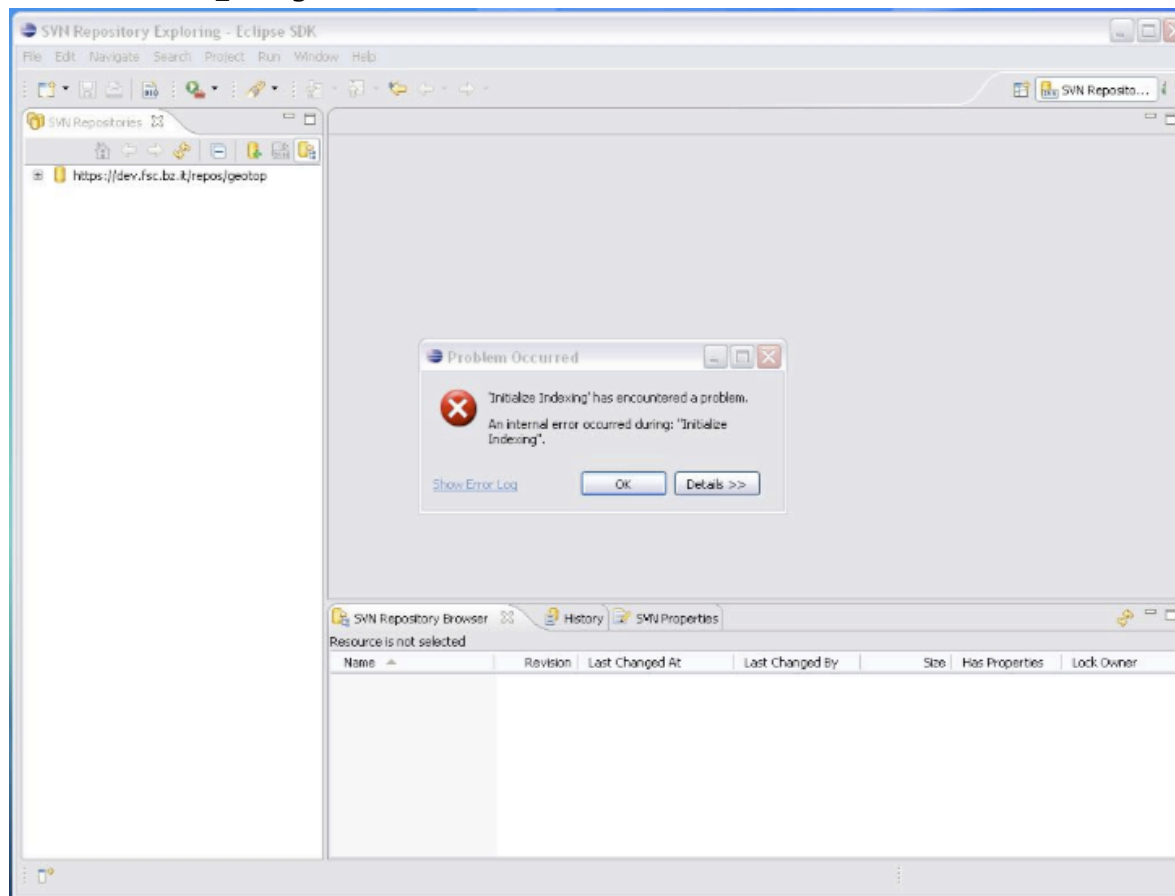 SVN Repository Exploring - Eclipse SDK
File Edit Navigate Search Project Run Window Help
SVN Reposito...
SVN Repositories
https://dev.fsc.bz.it/repos/geotop
Problem Occurred
'Initialize Indexing' has encountered a problem.
An internal error occurred during: "Initialize
Indexing".
Show Error Log OK Details >>
SVN Repository Browser History SVN Properties
Resource is not selected
Name Revision Last Changed At Last Changed By Size Has Properties Lock Owner